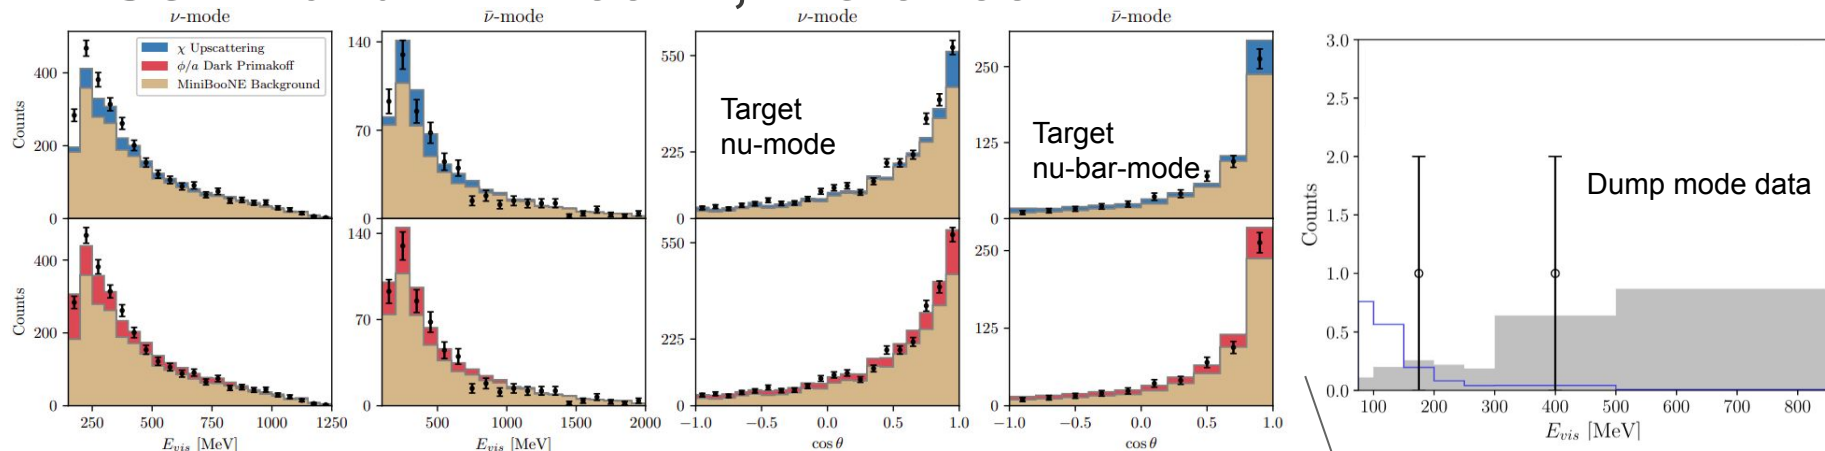 ν-mode
ν̄-mode
ν-mode
ν̄-mode
χ Upscattering
φ/a Dark Primakoff
MiniBooNE Background
Counts
400
200
0
140
70
0
550
225
0
250
125
0
Target
nu-mode
Target
nu-bar-mode
Counts
400
200
0
140
70
0
550
225
0
250
125
0
250 500 750 1000 1250
E_vis [MeV]
500 1000 1500 2000
E_vis [MeV]
−1.0 −0.5 0.0 0.5 1.0
cos θ
−1.0 −0.5 0.0 0.5 1.0
cos θ
3.0
2.5
2.0
1.5
1.0
0.5
0.0
Counts
Dump mode data
100 200 300 400 500 600 700 800
E_vis [MeV]